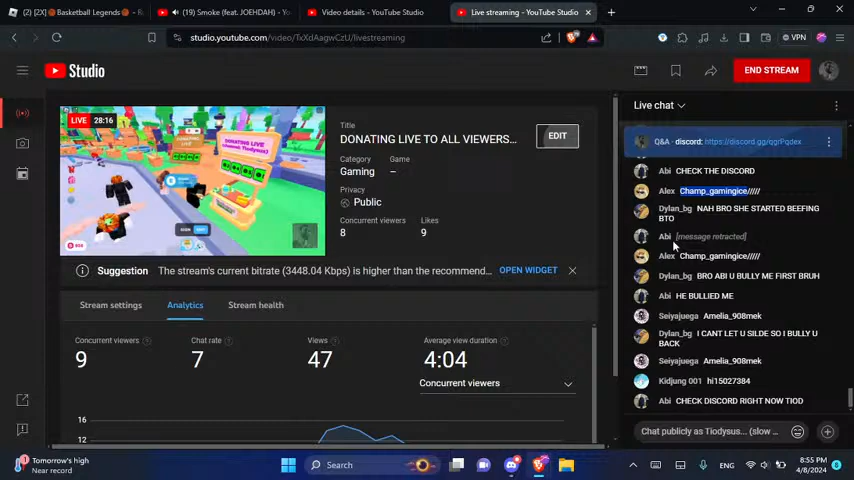 (2) [2X] 🏀 Basketball Legends 🏀 - Ro
(19) Smoke (feat. JOEHDAH) - Yo
Video details - YouTube Studio
Live streaming - YouTube Studio
studio.youtube.com/video/TxXdAagwCzU/livestreaming
VPN
Studio
END STREAM
LIVE 28:16
DONATING LIVE
Title
DONATING LIVE TO ALL VIEWERS...
EDIT
Category
Game
Gaming
–
Privacy
Public
Concurrent viewers
Likes
8
9
Suggestion
The stream's current bitrate (3448.04 Kbps) is higher than the recommend...
OPEN WIDGET
Stream settings
Analytics
Stream health
Concurrent viewers
Chat rate
Views
Average view duration
9
7
47
4:04
Concurrent viewers
16
12
Live chat
Q&A · discord: https://discord.gg/qgrPqdex
Abi CHECK THE DISCORD
Alex Champ_gamingice/////
Dylan_bg NAH BRO SHE STARTED BEEFING
BTO
Abi [message retracted]
Alex Champ_gamingice/////
Dylan_bg BRO ABI U BULLY ME FIRST BRUH
Abi HE BULLIED ME
Seiyajuega Amelia_908mek
Dylan_bg I CANT LET U SILDE SO I BULLY U
BACK
Seiyajuega Amelia_908mek
Kidjung 001 hi15027384
Abi CHECK DISCORD RIGHT NOW TIOD
Chat publicly as Tiodysus... (slow ...
Tomorrow's high
Near record
Search
ENG
8:55 PM
4/8/2024
8